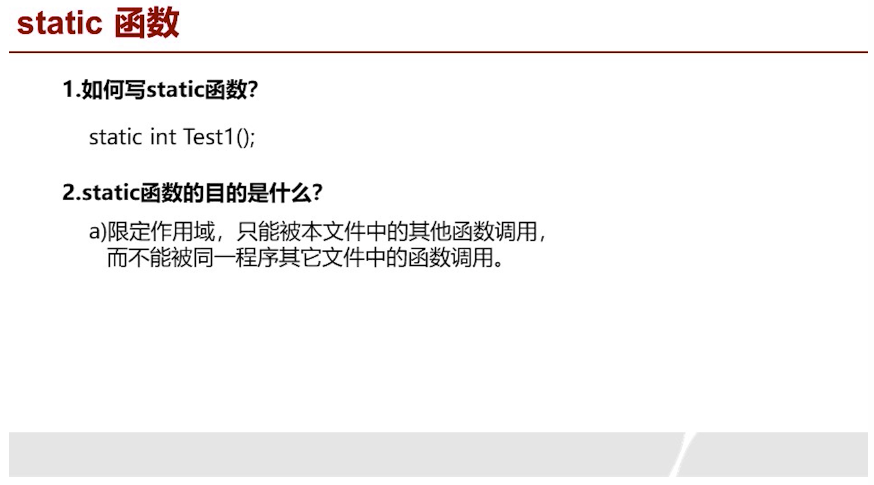 static 函数
1.如何写static函数?
static int Test1();
2.static函数的目的是什么?
a)限定作用域，只能被本文件中的其他函数调用，
而不能被同一程序其它文件中的函数调用。